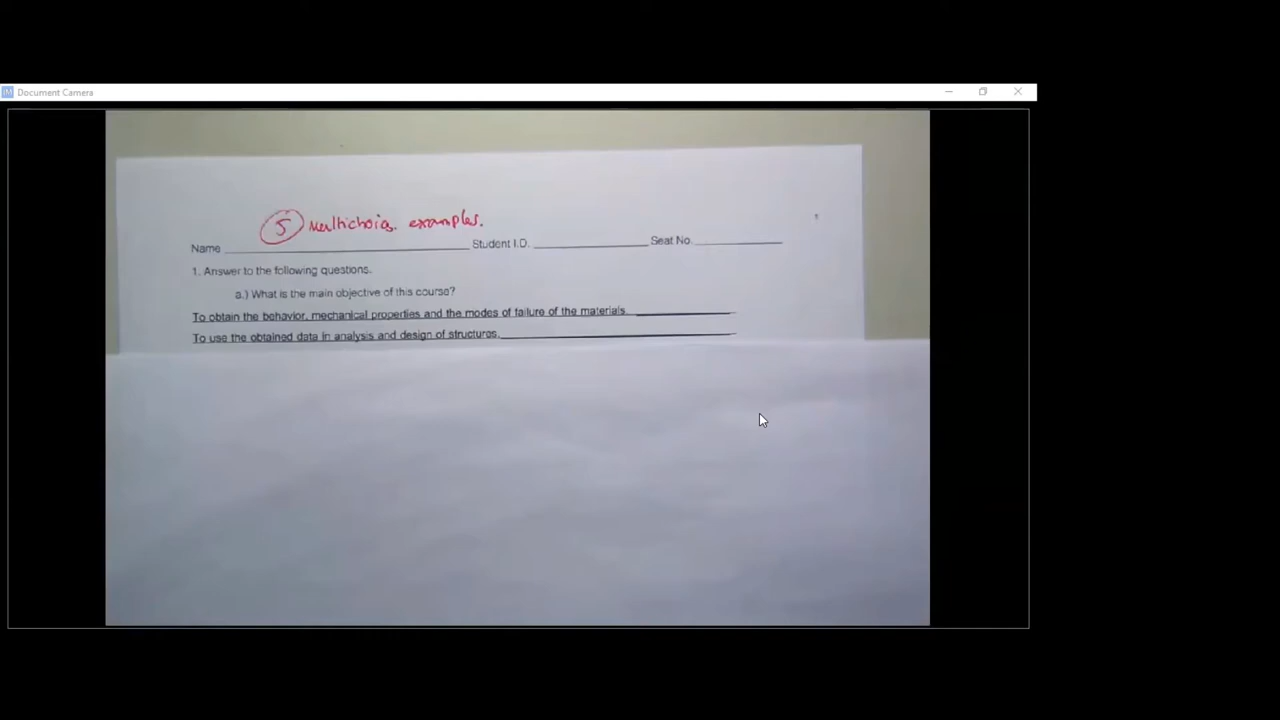 Document Camera
5 Multichoics. examples.
Name Student I.D. Seat No.
1. Answer to the following questions.
a.) What is the main objective of this course?
To obtain the behavior, mechanical properties and the modes of failure of the materials.
To use the obtained data in analysis and design of structures.